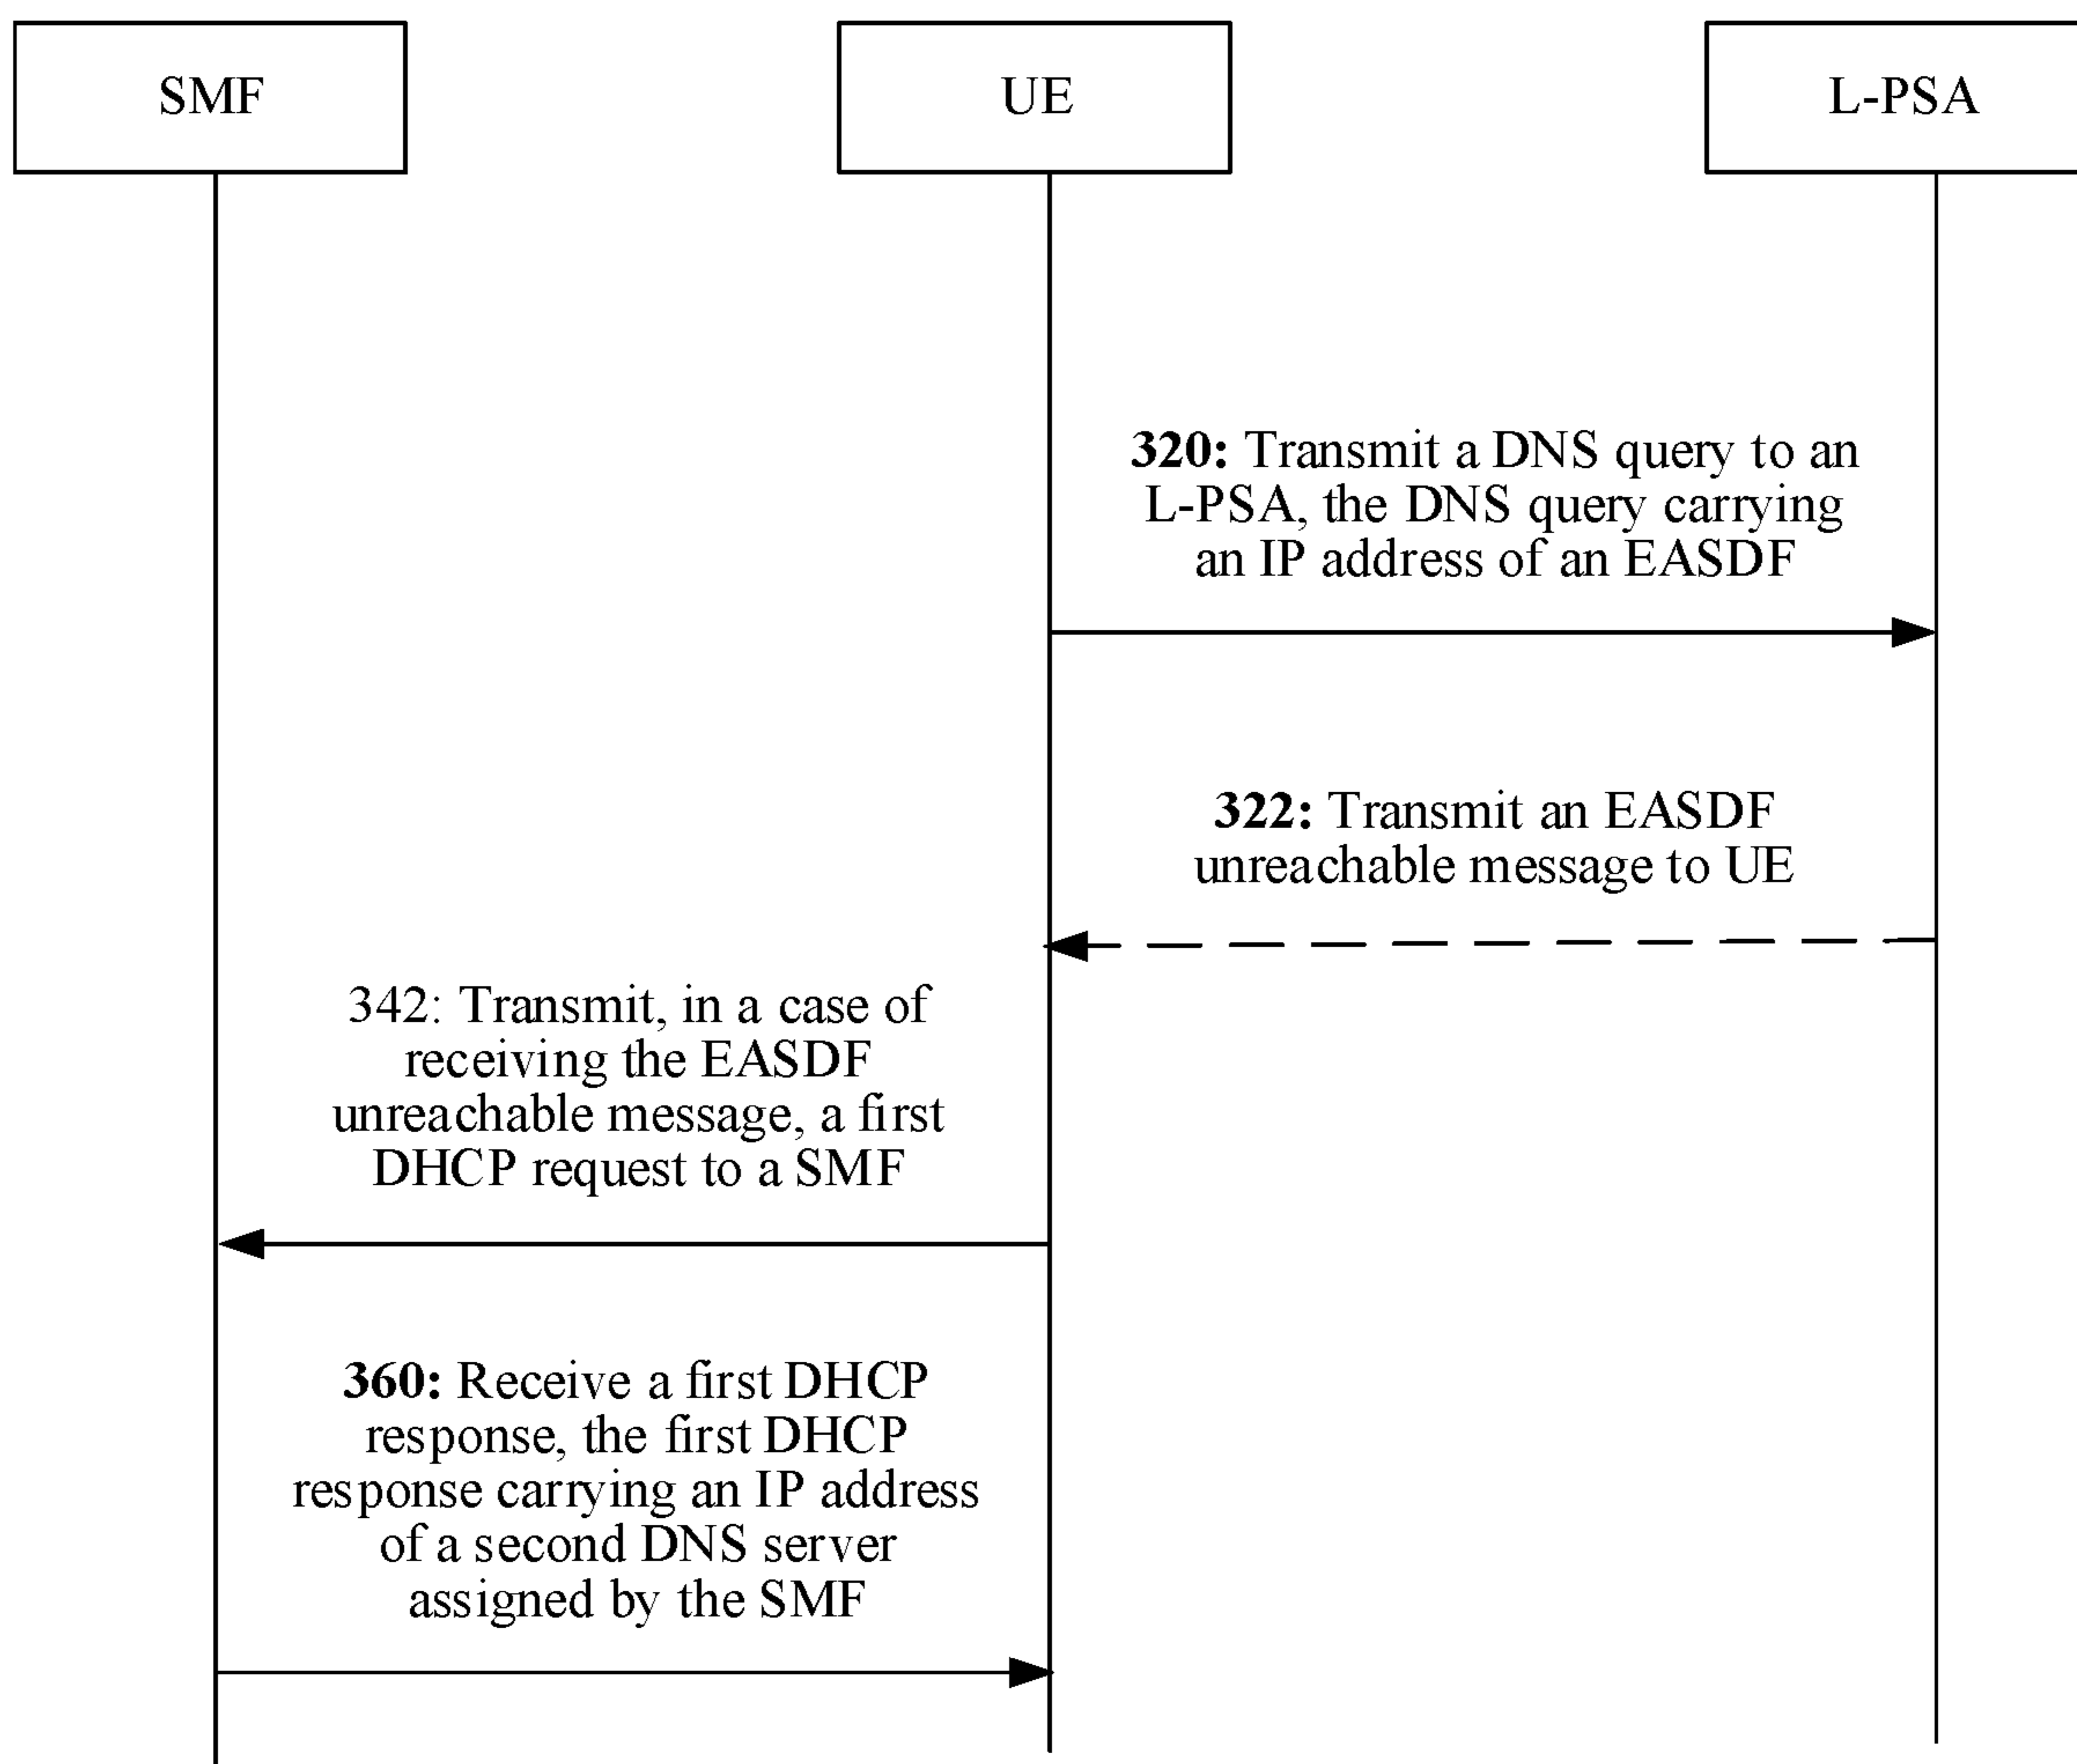 SMF
UE
L-PSA
320: Transmit a DNS query to an
L-PSA, the DNS query carrying
an IP address of an EASDF
322: Transmit an EASDF
unreachable message to UE
342: Transmit, in a case of
receiving the EASDF
unreachable message, a first
DHCP request to a SMF
360: Receive a first DHCP
response, the first DHCP
response carrying an IP address
of a second DNS server
assigned by the SMF